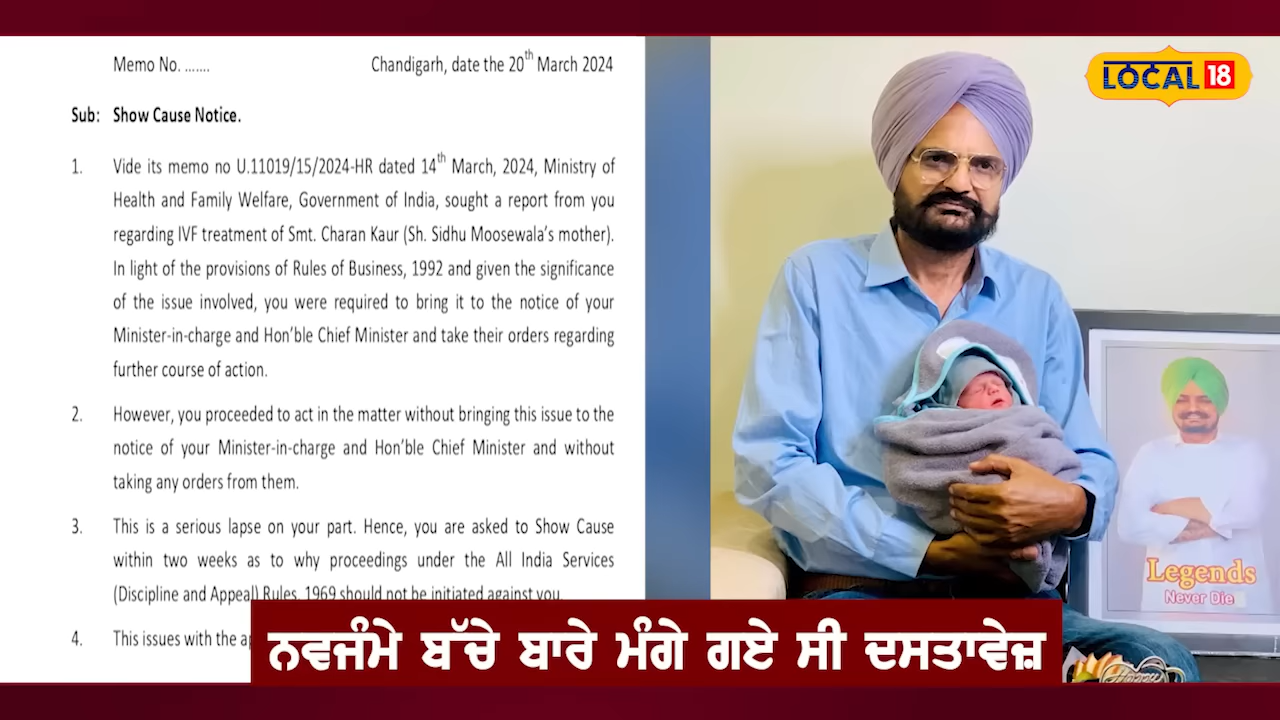 Memo No. .......
Chandigarh, date the 20th March 2024
Sub: Show Cause Notice.
1. Vide its memo no U.11019/15/2024-HR dated 14th March, 2024, Ministry of
Health and Family Welfare, Government of India, sought a report from you
regarding IVF treatment of Smt. Charan Kaur (Sh. Sidhu Moosewala's mother).
In light of the provisions of Rules of Business, 1992 and given the significance
of the issue involved, you were required to bring it to the notice of your
Minister-in-charge and Hon'ble Chief Minister and take their orders regarding
further course of action.
2. However, you proceeded to act in the matter without bringing this issue to the
notice of your Minister-in-charge and Hon'ble Chief Minister and without
taking any orders from them.
3. This is a serious lapse on your part. Hence, you are asked to Show Cause
within two weeks as to why proceedings under the All India Services
(Discipline and Appeal) Rules, 1969 should not be initiated against you.
4. This issues with the
LOCAL 18
Legends
Never Die
ਨਵਜੰਮੇ ਬੱਚੇ ਬਾਰੇ ਮੰਗੇ ਗਏ ਸੀ ਦਸਤਾਵੇਜ਼